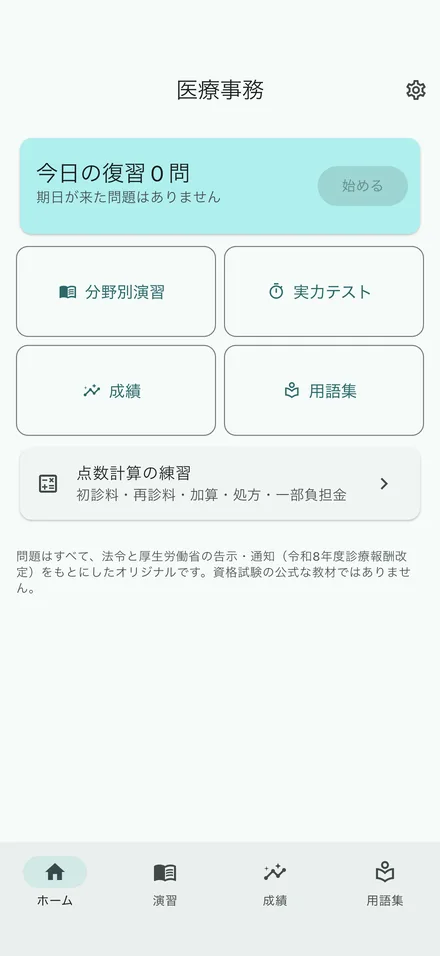 医療事務
今日の復習 0 問
期日が来た問題はありません
始める
分野別演習
実力テスト
成績
用語集
点数計算の練習
初診料・再診料・加算・処方・一部負担金
問題はすべて、法令と厚生労働省の告示・通知（令和8年度診療報酬改
定）をもとにしたオリジナルです。資格試験の公式な教材ではありませ
ん。
ホーム
演習
成績
用語集